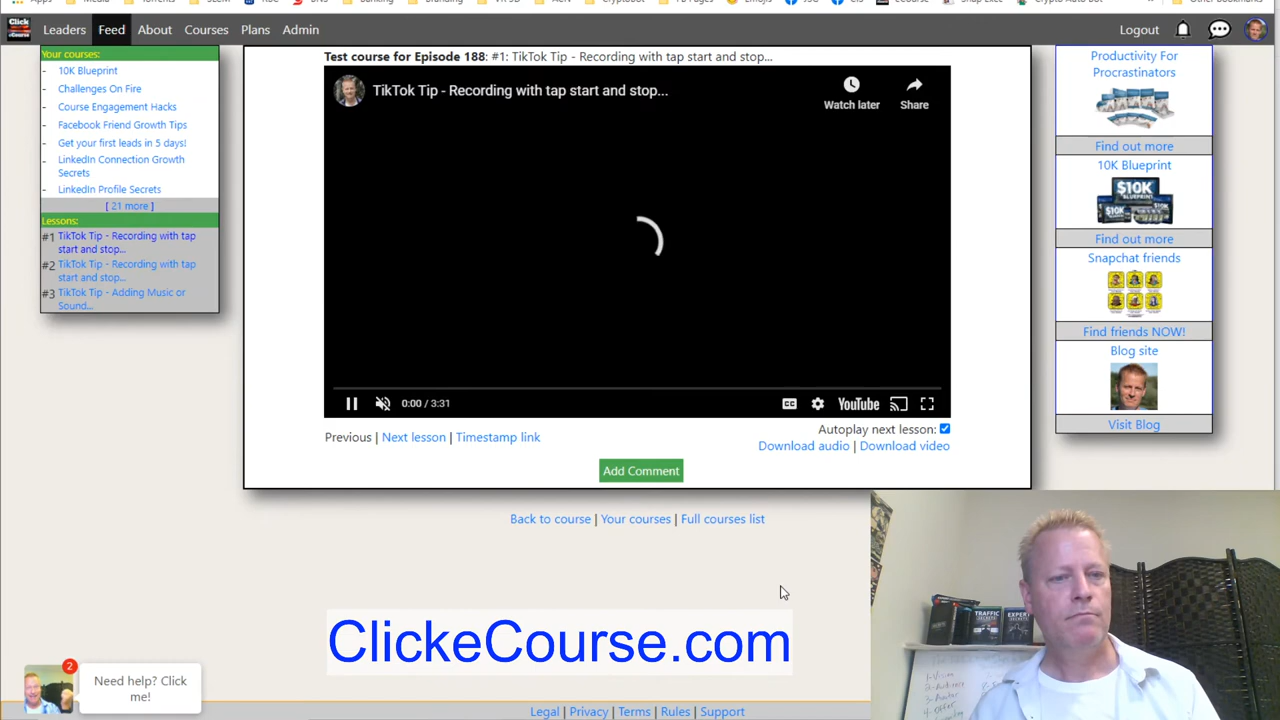 Leaders Feed About Courses Plans Admin Logout
Your courses:
- 10K Blueprint
- Challenges On Fire
- Course Engagement Hacks
- Facebook Friend Growth Tips
- Get your first leads in 5 days!
- LinkedIn Connection Growth
Secrets
- LinkedIn Profile Secrets
[ 21 more ]
Lessons:
#1 TikTok Tip - Recording with tap
start and stop...
#2 TikTok Tip - Recording with tap
start and stop...
#3 TikTok Tip - Adding Music or
Sound...
Test course for Episode 188: #1: TikTok Tip - Recording with tap start and stop...
TikTok Tip - Recording with tap start and stop...
Watch later Share
0:00 / 3:31 CC YouTube
Previous | Next lesson | Timestamp link
Autoplay next lesson:
Download audio | Download video
Add Comment
Back to course | Your courses | Full courses list
Productivity For
Procrastinators
Find out more
10K Blueprint
$10K
BLUEPRINT
Find out more
Snapchat friends
Find friends NOW!
Blog site
Visit Blog
ClickeCourse.com
2
Need help? Click
me!
TRAFFIC
SECRETS
EXPERT
SECRETS
Legal | Privacy | Terms | Rules | Support